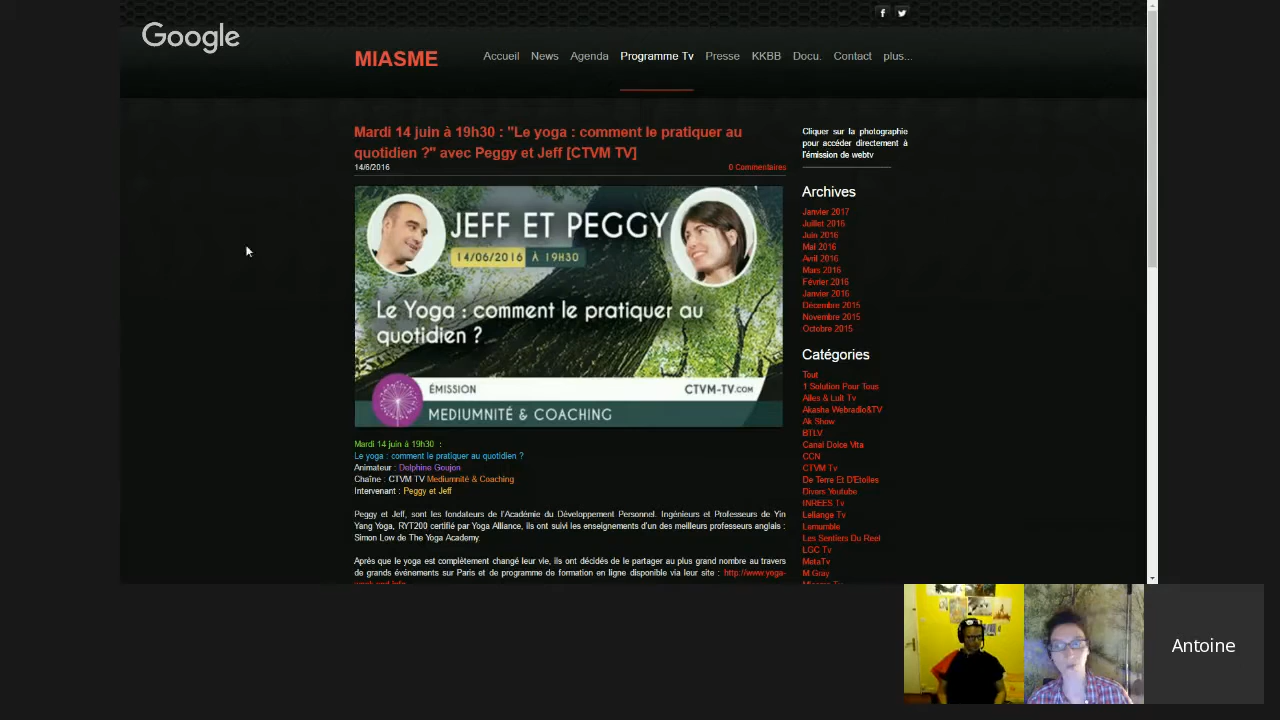 Google
MIASME
Accueil News Agenda Programme Tv Presse KKBB Docu. Contact plus...
Mardi 14 juin à 19h30 : "Le yoga : comment le pratiquer au
quotidien ?" avec Peggy et Jeff [CTVM TV]
14/6/2016
0 Commentaires
JEFF ET PEGGY
14/06/2016 À 19H30
Le Yoga : comment le pratiquer au
quotidien ?
ÉMISSION
CTVM-TV.COM
MEDIUMNITÉ & COACHING
Mardi 14 juin à 19h30 :
Le yoga : comment le pratiquer au quotidien ?
Animateur : Delphine Goujon
Chaîne : CTVM TV Mediumnité & Coaching
Intervenant : Peggy et Jeff
Peggy et Jeff, sont les fondateurs de l'Académie du Développement Personnel. Ingénieurs et Professeurs de Yin
Yang Yoga, RYT200 certifié par Yoga Alliance, ils ont suivi les enseignements d'un des meilleurs professeurs anglais :
Simon Low de The Yoga Academy.
Après que le yoga est complètement changé leur vie, ils ont décidés de le partager au plus grand nombre au travers
de grands événements sur Paris et de programme de formation en ligne disponible via leur site : http://www.yoga-
Cliquer sur la photographie
pour accéder directement à
l'émission de webtv
Archives
Janvier 2017
Juillet 2016
Juin 2016
Mai 2016
Avril 2016
Mars 2016
Février 2016
Janvier 2016
Décembre 2015
Novembre 2015
Octobre 2015
Catégories
Tout
1 Solution Pour Tous
Ailes & Lult Tv
Akasha Webradio&TV
Ak Show
BTLV
Canal Dolce Vita
CCN
CTVM Tv
De Terre Et D'Etoiles
Divers Youtube
INREES Tv
Leliange Tv
Lemumble
Les Sentiers Du Reel
LGC Tv
MetaTv
M Gray
Antoine